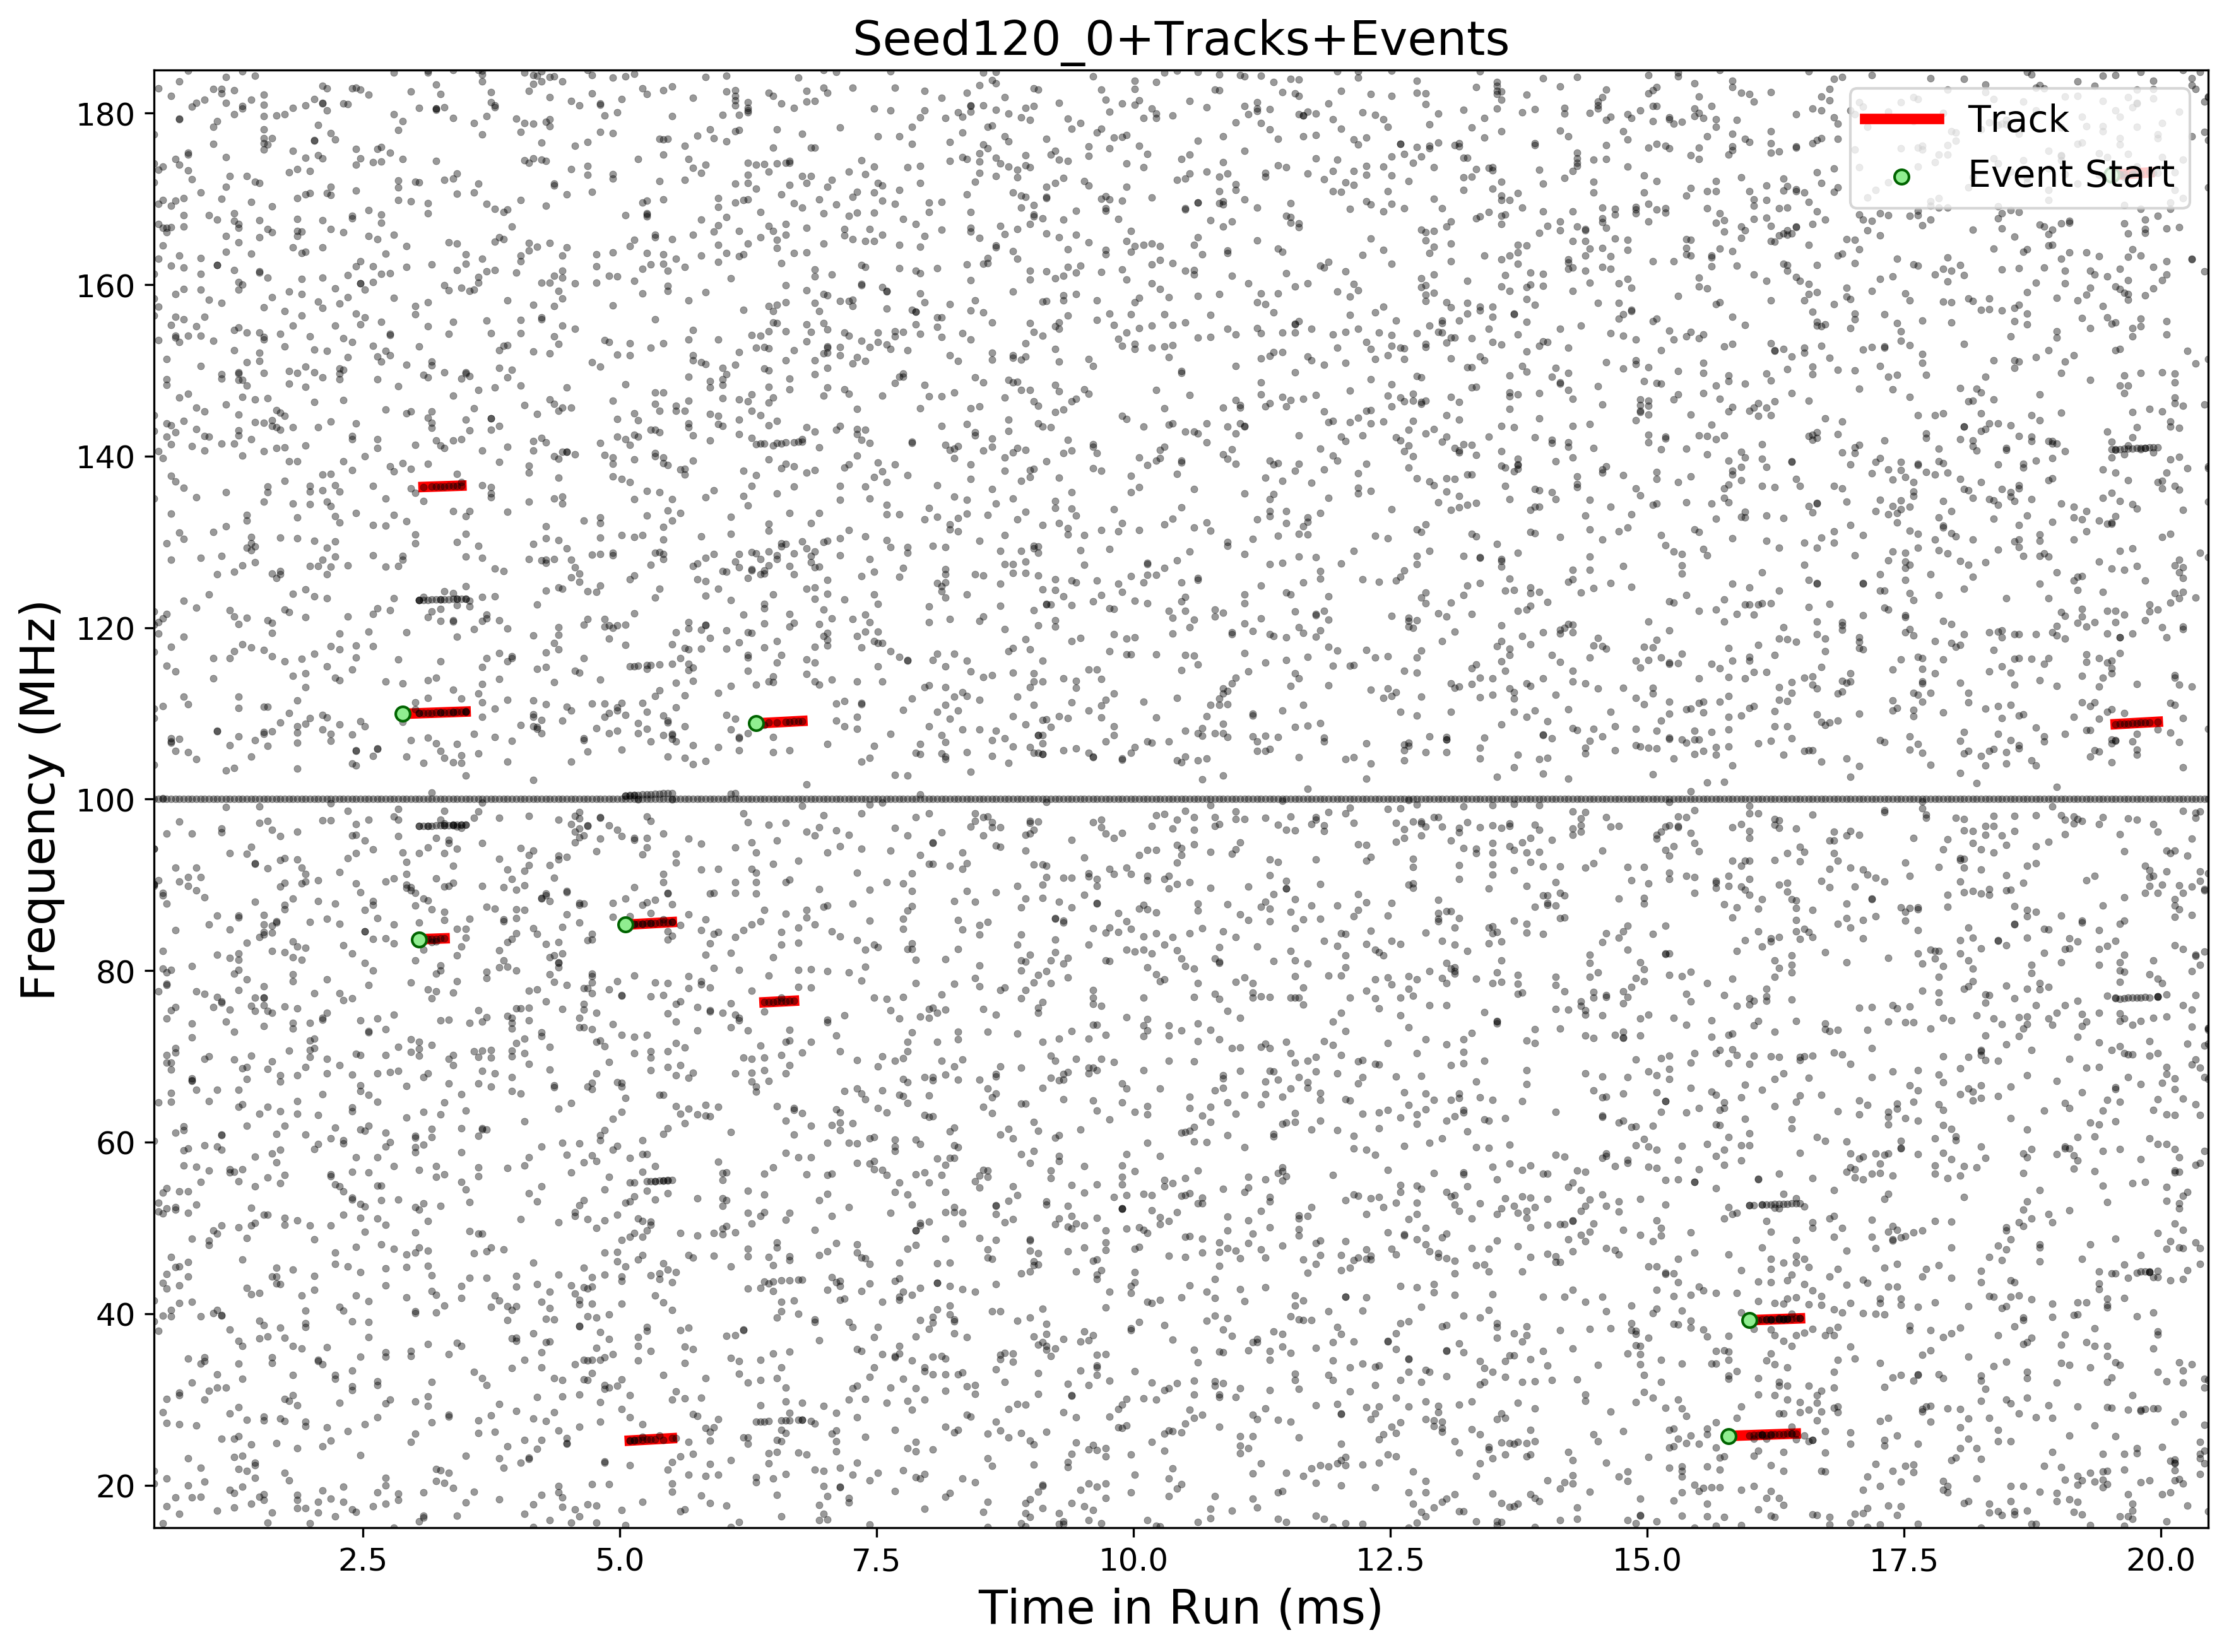 Seed120_0+Tracks+Events
Track
Event Start
180
160
140
120
100
80
60
40
20
Frequency (MHz)
2.5 5.0 7.5 10.0 12.5 15.0 17.5 20.0
Time in Run (ms)